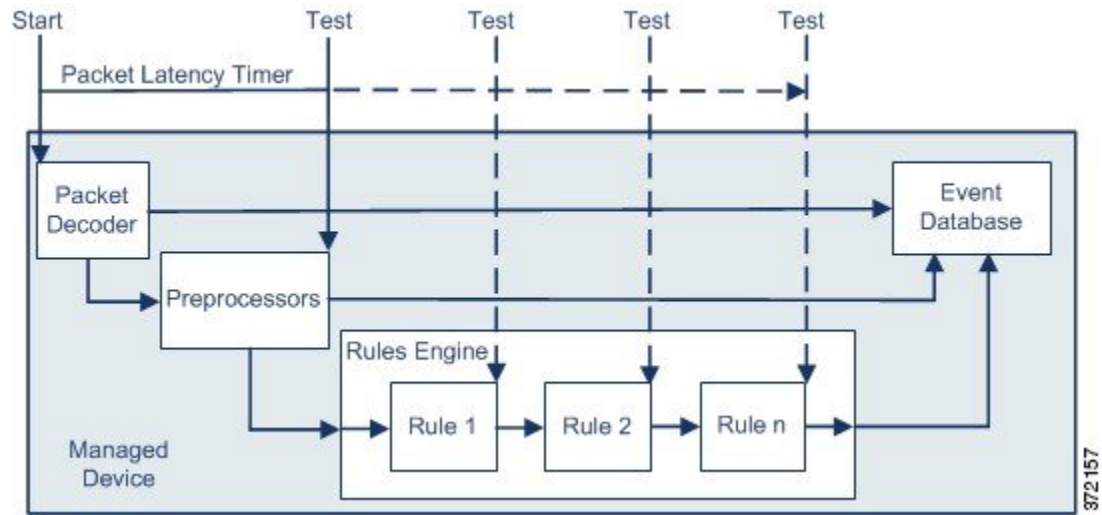 Start
Test
Test
Test
Test
Packet Latency Timer
Packet
Decoder
Event
Database
Preprocessors
Rules Engine
Rule 1
Rule 2
Rule n
Managed
Device
372157